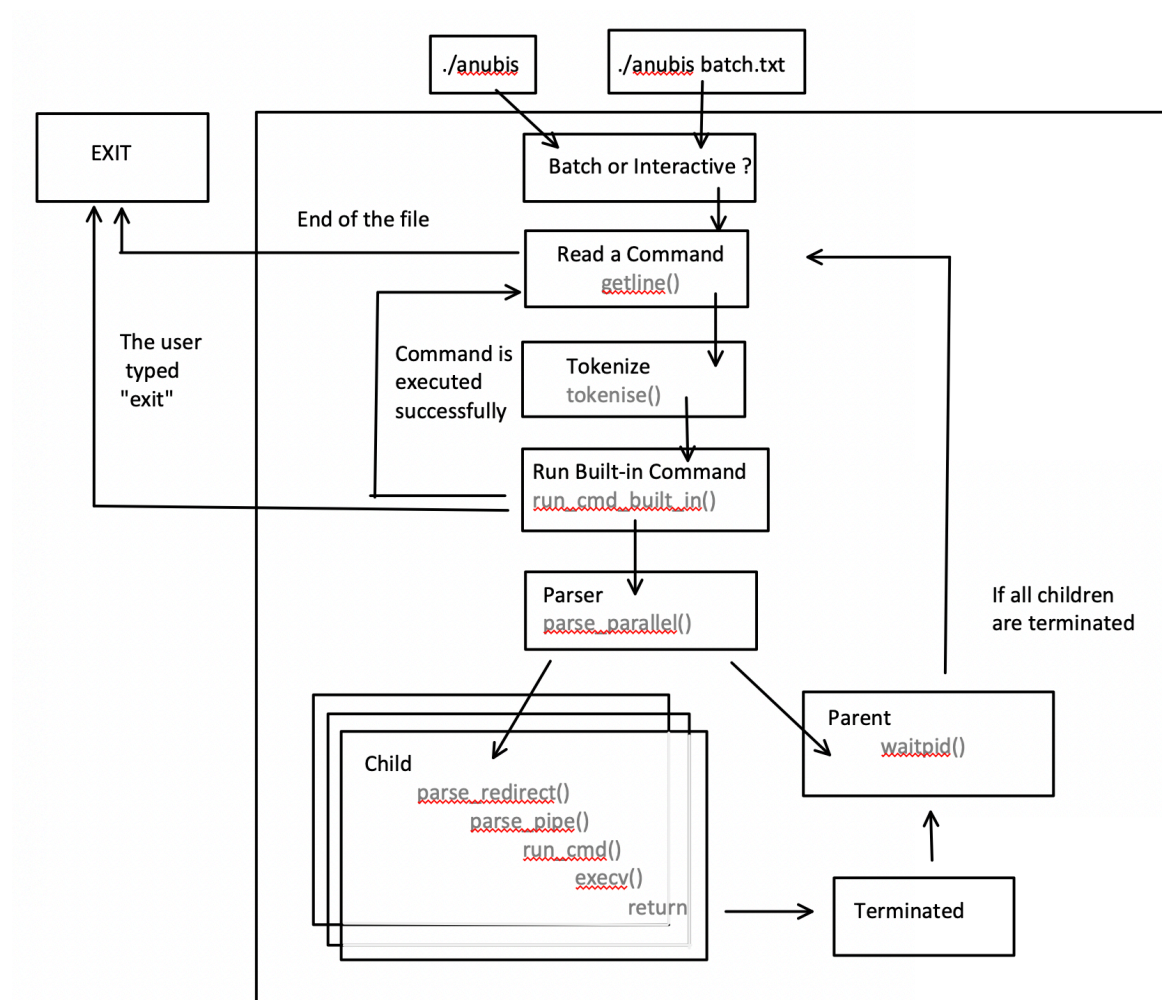 ./anubis
./anubis batch.txt
EXIT
Batch or Interactive ?
End of the file
Read a Command
getline()
The user
typed
"exit"
Command is
executed
successfully
Tokenize
tokenise()
Run Built-in Command
run_cmd_built_in()
Parser
parse_parallel()
If all children
are terminated
Parent
waitpid()
Child
parse_redirect()
parse_pipe()
run_cmd()
execv()
return
Terminated